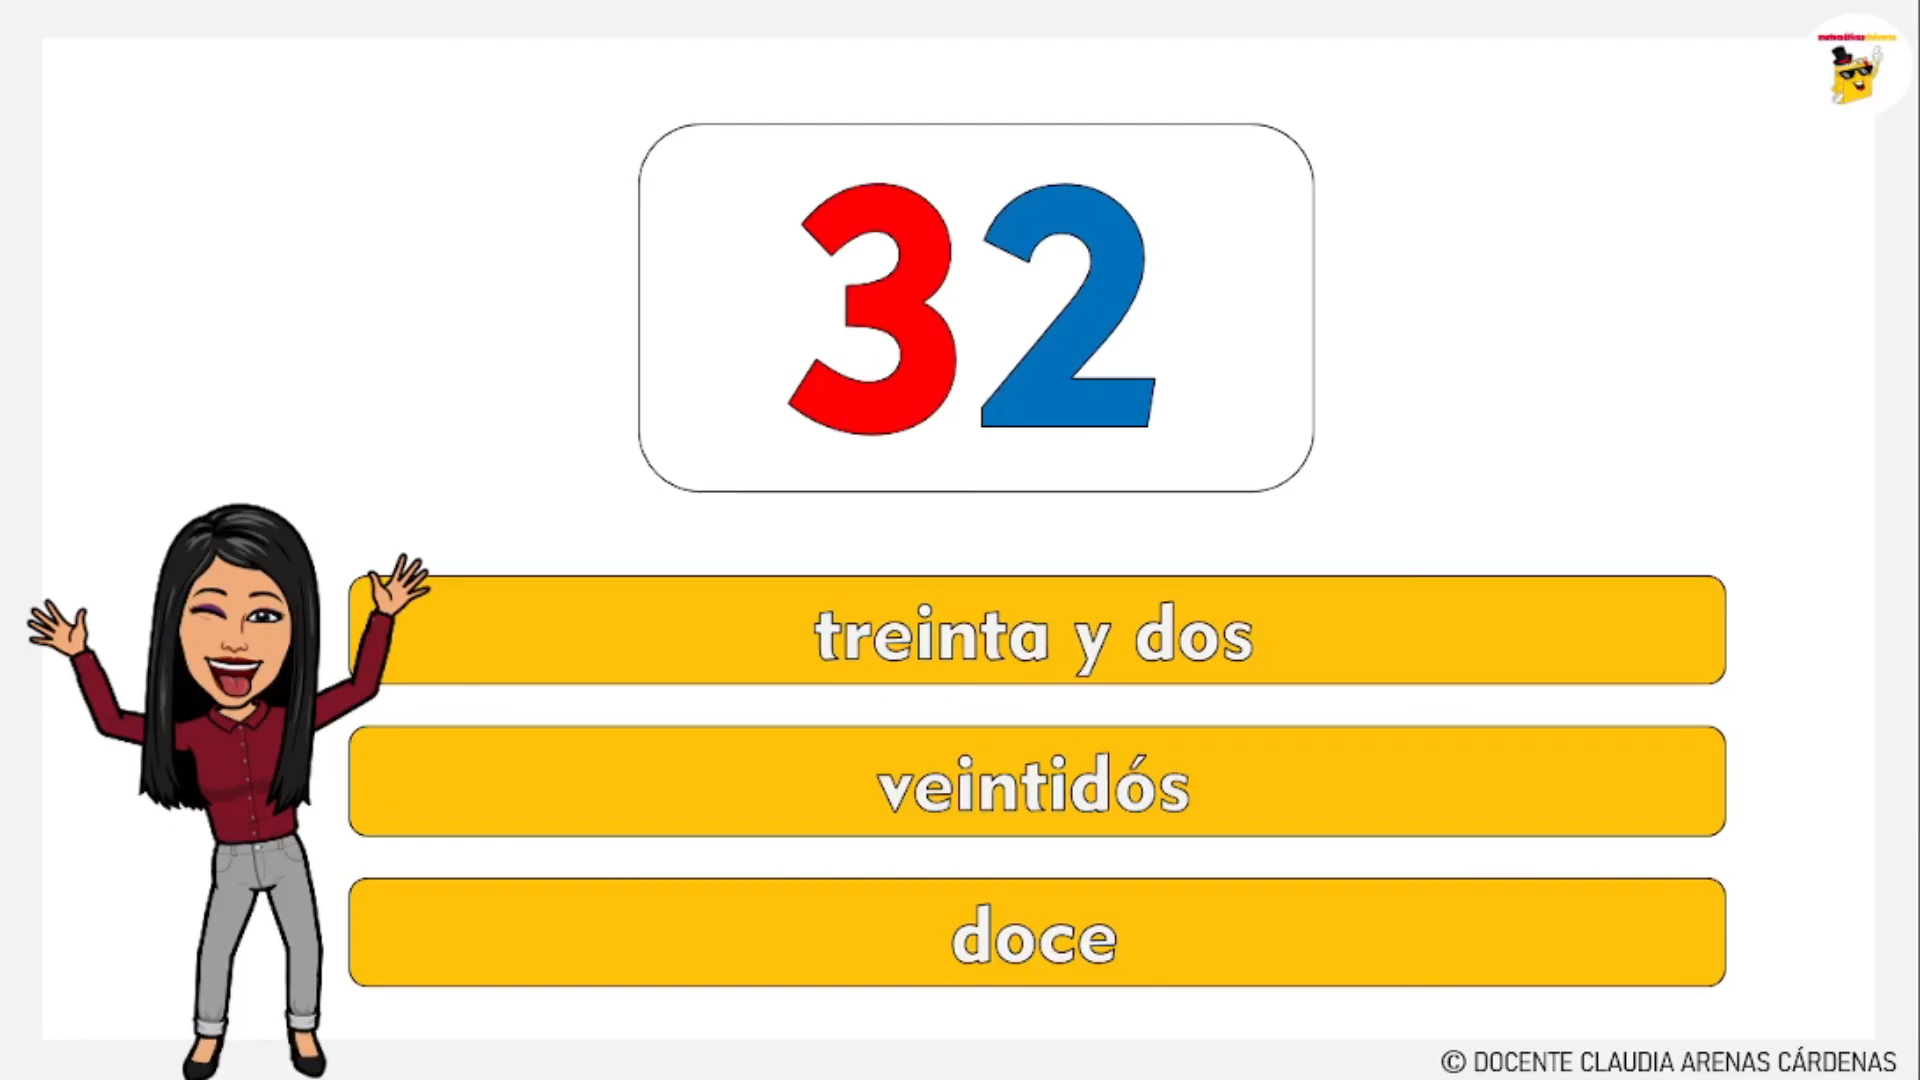 32
treinta y dos
veintidós
doce
© DOCENTE CLAUDIA ARENAS CÁRDENAS